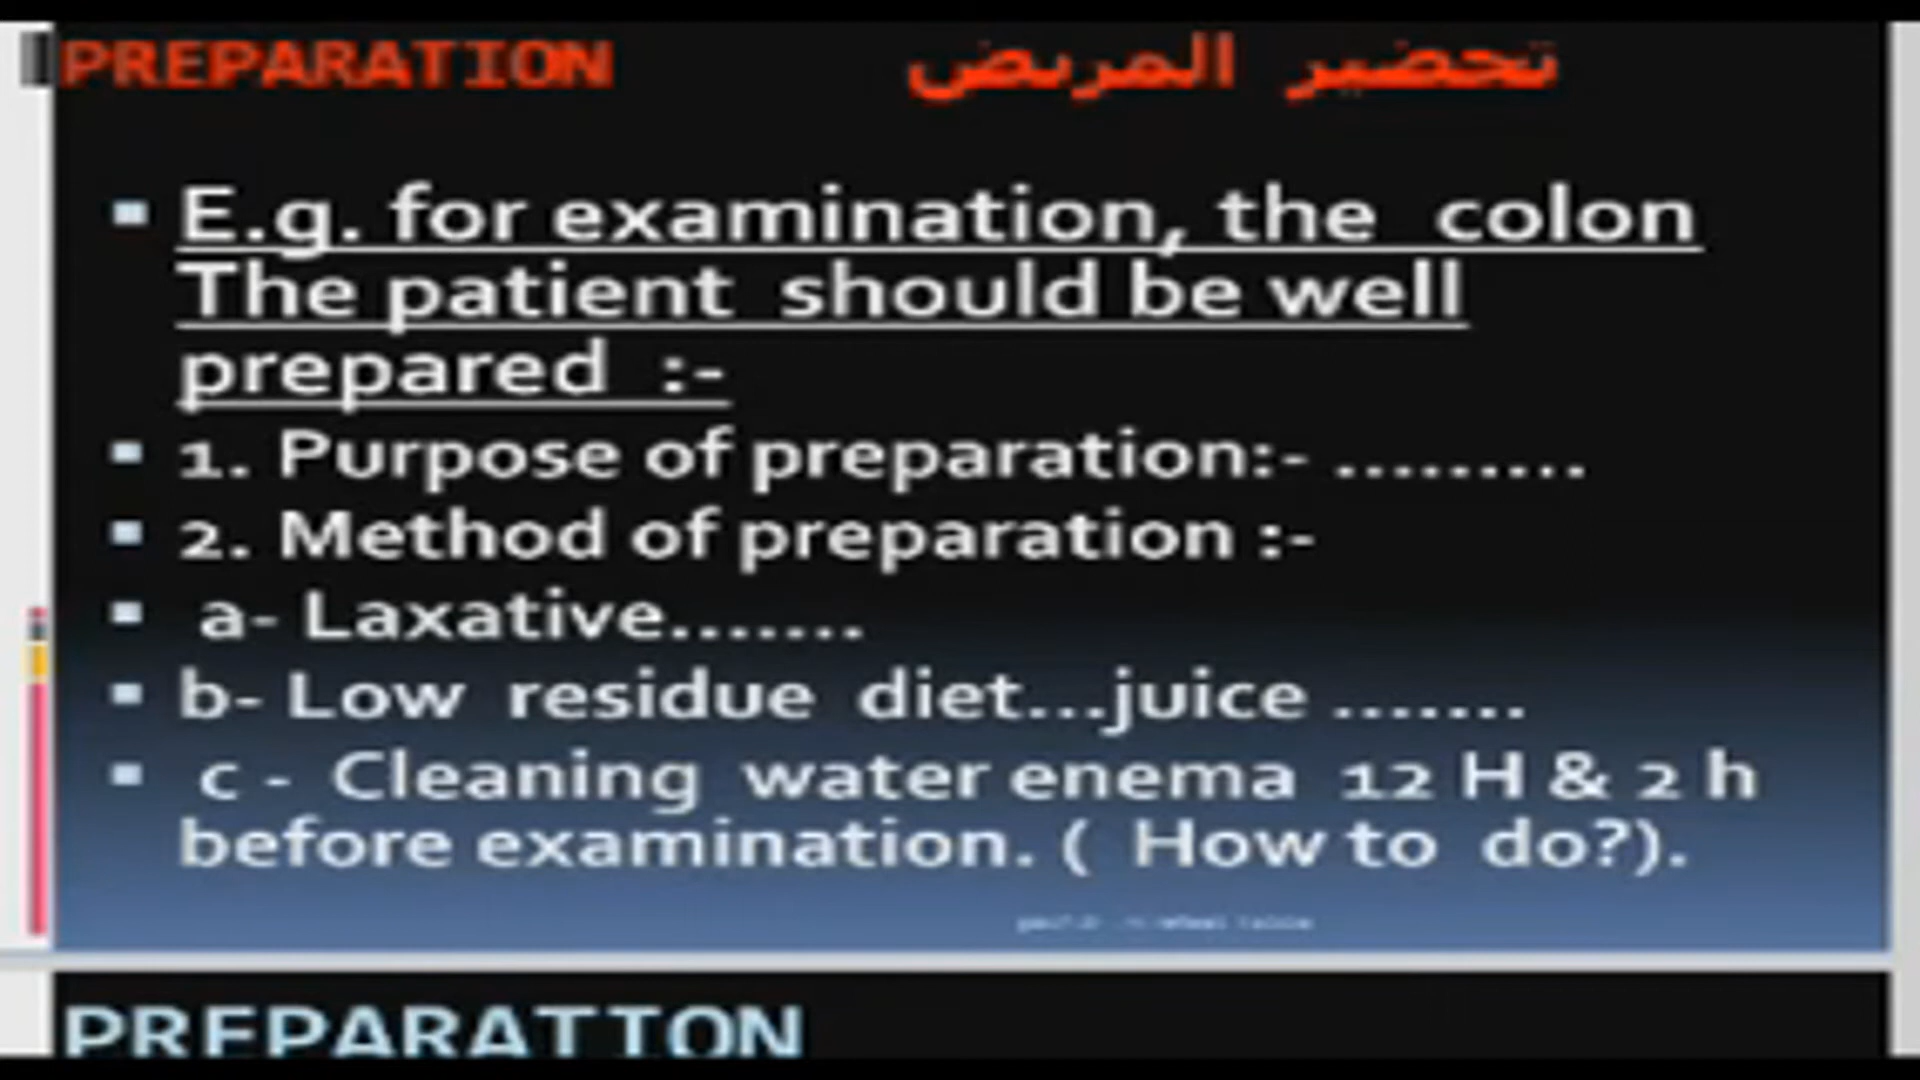 PREPARATION تحضير المريض
E.g. for examination, the colon
The patient should be well
prepared :-
1. Purpose of preparation:- .........
2. Method of preparation :-
a- Laxative.......
b- Low residue diet...juice .......
c - Cleaning water enema 12 H & 2 h
before examination. ( How to do?).
PREPARATION